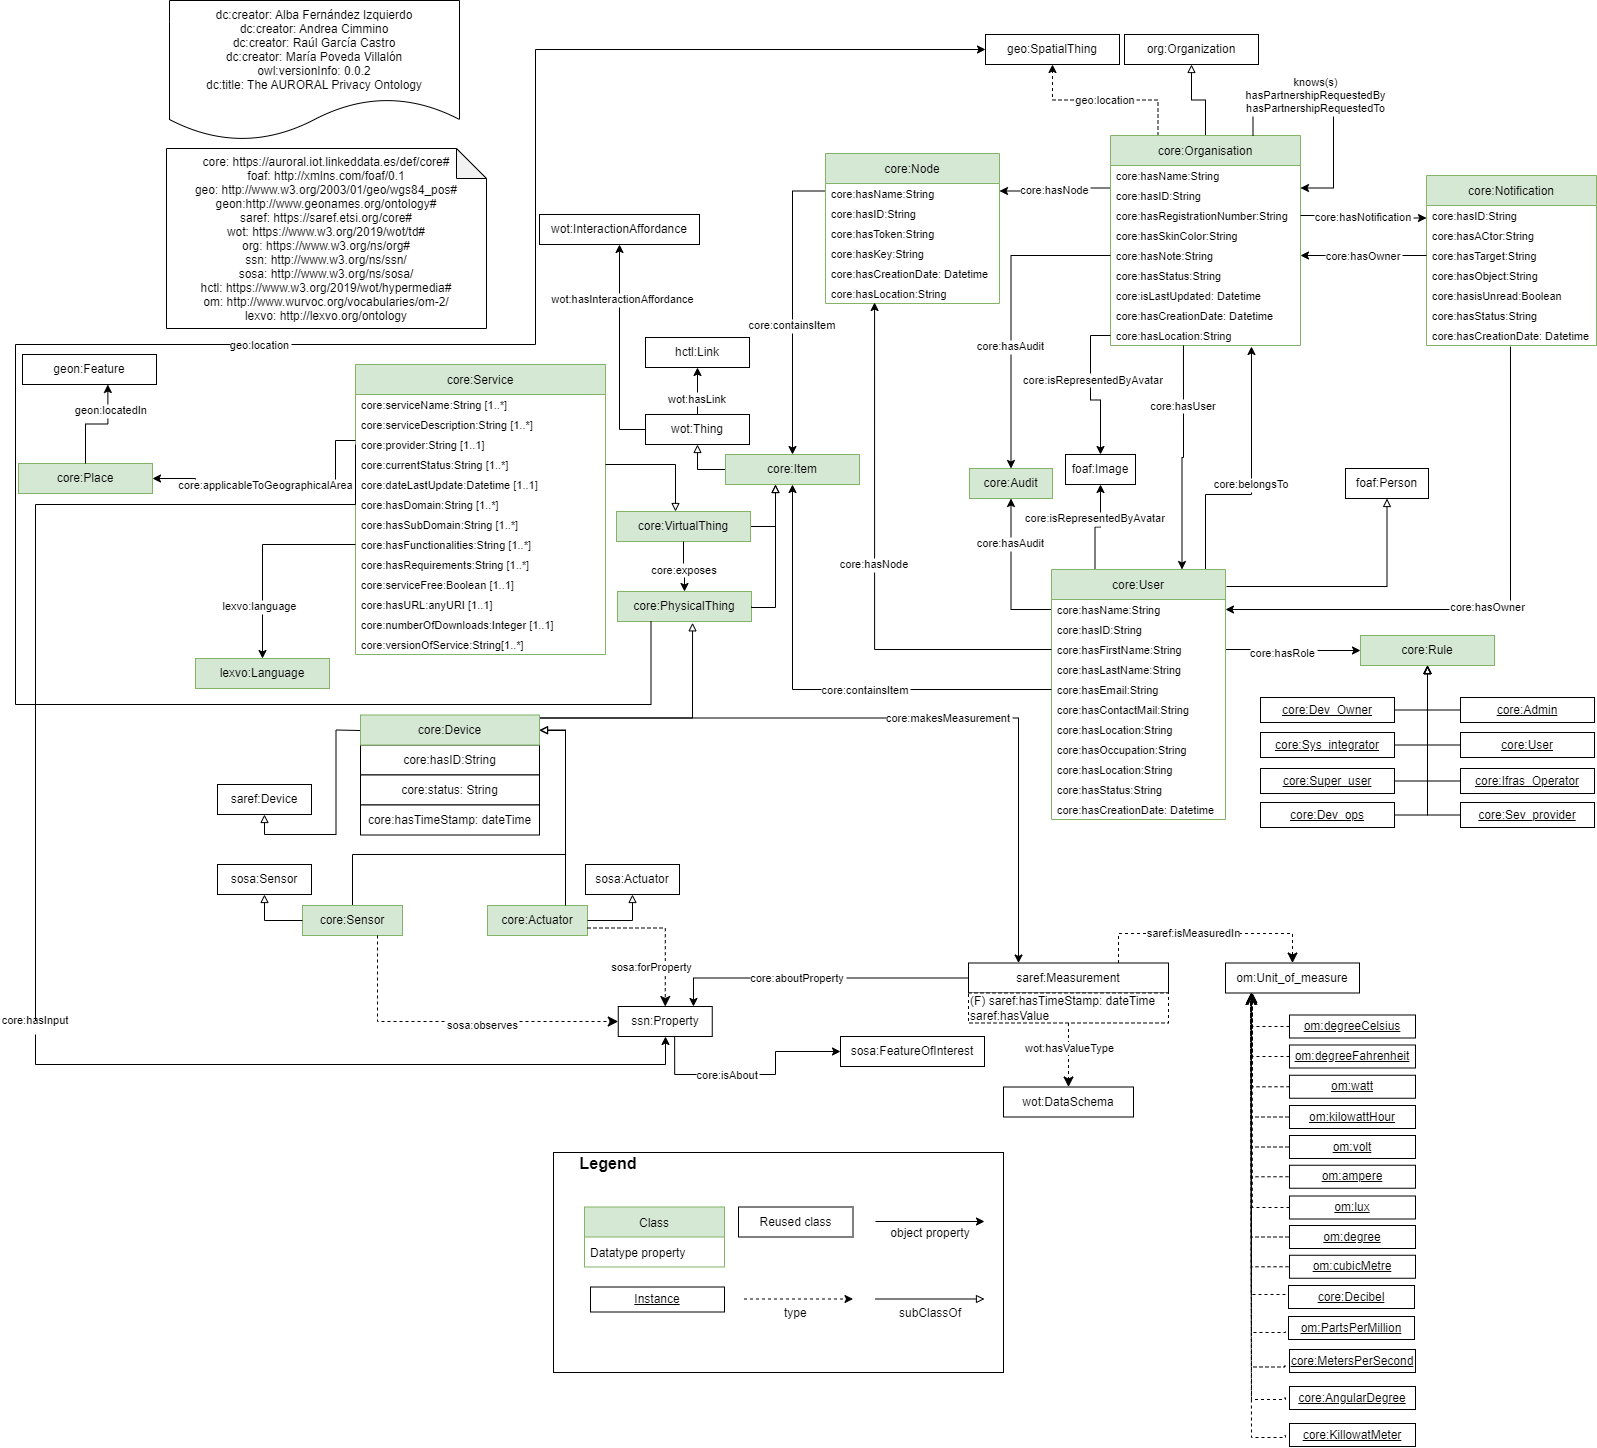 dc:creator: Alba Fernández Izquierdo
dc:creator: Andrea Cimmino
dc:creator: Raúl García Castro
dc:creator: María Poveda Villalón
owl:versionInfo: 0.0.2
dc:title: The AURORAL Privacy Ontology
core: https://auroral.iot.linkeddata.es/def/core#
foaf: http://xmlns.com/foaf/0.1
geo: http://www.w3.org/2003/01/geo/wgs84_pos#
geon:http://www.geonames.org/ontology#
saref: https://saref.etsi.org/core#
wot: https://www.w3.org/2019/wot/td#
org: https://www.w3.org/ns/org#
ssn: http://www.w3.org/ns/ssn/
sosa: http://www.w3.org/ns/sosa/
hctl: https://www.w3.org/2019/wot/hypermedia#
om: http://www.wurvoc.org/vocabularies/om-2/
lexvo: http://lexvo.org/ontology
geo:SpatialThing
org:Organization
geo:location
knows(s)
hasPartnershipRequestedBy
hasPartnershipRequestedTo
core:Organisation
core:hasName:String
core:hasID:String
core:hasRegistrationNumber:String
core:hasSkinColor:String
core:hasNote:String
core:hasStatus:String
core:isLastUpdated: Datetime
core:hasCreationDate: Datetime
core:hasLocation:String
core:Node
core:hasName:String
core:hasID:String
core:hasToken:String
core:hasKey:String
core:hasCreationDate: Datetime
core:hasLocation:String
core:hasNode
core:Notification
core:hasID:String
core:hasACtor:String
core:hasTarget:String
core:hasObject:String
core:hasisUnread:Boolean
core:hasStatus:String
core:hasCreationDate: Datetime
core:hasNotification
core:hasOwner
wot:InteractionAffordance
wot:hasInteractionAffordance
core:containsItem
geo:location
hctl:Link
wot:hasLink
wot:Thing
core:Item
core:hasAudit
core:isRepresentedByAvatar
core:hasUser
geon:Feature
geon:locatedIn
core:Place
core:applicableToGeographicalArea
core:Service
core:serviceName:String [1..*]
core:serviceDescription:String [1..*]
core:provider:String [1..1]
core:currentStatus:String [1..*]
core:dateLastUpdate:Datetime [1..1]
core:hasDomain:String [1..*]
core:hasSubDomain:String [1..*]
core:hasFunctionalities:String [1..*]
core:hasRequirements:String [1..*]
core:serviceFree:Boolean [1..1]
core:hasURL:anyURI [1..1]
core:numberOfDownloads:Integer [1..1]
core:versionOfService:String[1..*]
lexvo:language
lexvo:Language
core:VirtualThing
core:exposes
core:PhysicalThing
core:Audit
foaf:Image
core:belongsTo
foaf:Person
core:isRepresentedByAvatar
core:hasAudit
core:hasNode
core:User
core:hasName:String
core:hasID:String
core:hasFirstName:String
core:hasLastName:String
core:hasEmail:String
core:hasContactMail:String
core:hasLocation:String
core:hasOccupation:String
core:hasLocation:String
core:hasStatus:String
core:hasCreationDate: Datetime
core:hasOwner
core:hasRole
core:Rule
core:containsItem
core:Dev_Owner
core:Admin
core:Sys_integrator
core:User
core:Super_user
core:Ifras_Operator
core:Dev_ops
core:Sev_provider
core:Device
core:hasID:String
core:status: String
core:hasTimeStamp: dateTime
core:makesMeasurement
saref:Device
sosa:Sensor
sosa:Actuator
core:Sensor
core:Actuator
sosa:forProperty
core:aboutProperty
saref:Measurement
(F) saref:hasTimeStamp: dateTime
saref:hasValue
saref:isMeasuredIn
om:Unit_of_measure
core:hasInput
sosa:observes
ssn:Property
core:isAbout
sosa:FeatureOfInterest
wot:hasValueType
wot:DataSchema
om:degreeCelsius
om:degreeFahrenheit
om:watt
om:kilowattHour
om:volt
om:ampere
om:lux
om:degree
om:cubicMetre
core:Decibel
om:PartsPerMillion
core:MetersPerSecond
core:AngularDegree
core:KillowatMeter
Legend
Class
Datatype property
Reused class
object property
Instance
type
subClassOf